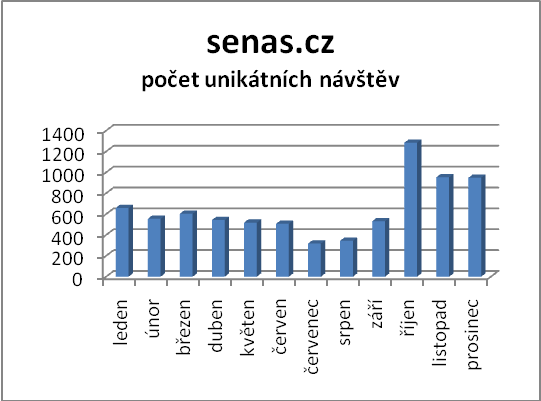 senas.cz
počet unikátních návštěv
1400
1200
1000
800
600
400
200
0
leden
únor
březen
duben
květen
červen
červenec
srpen
září
říjen
listopad
prosinec